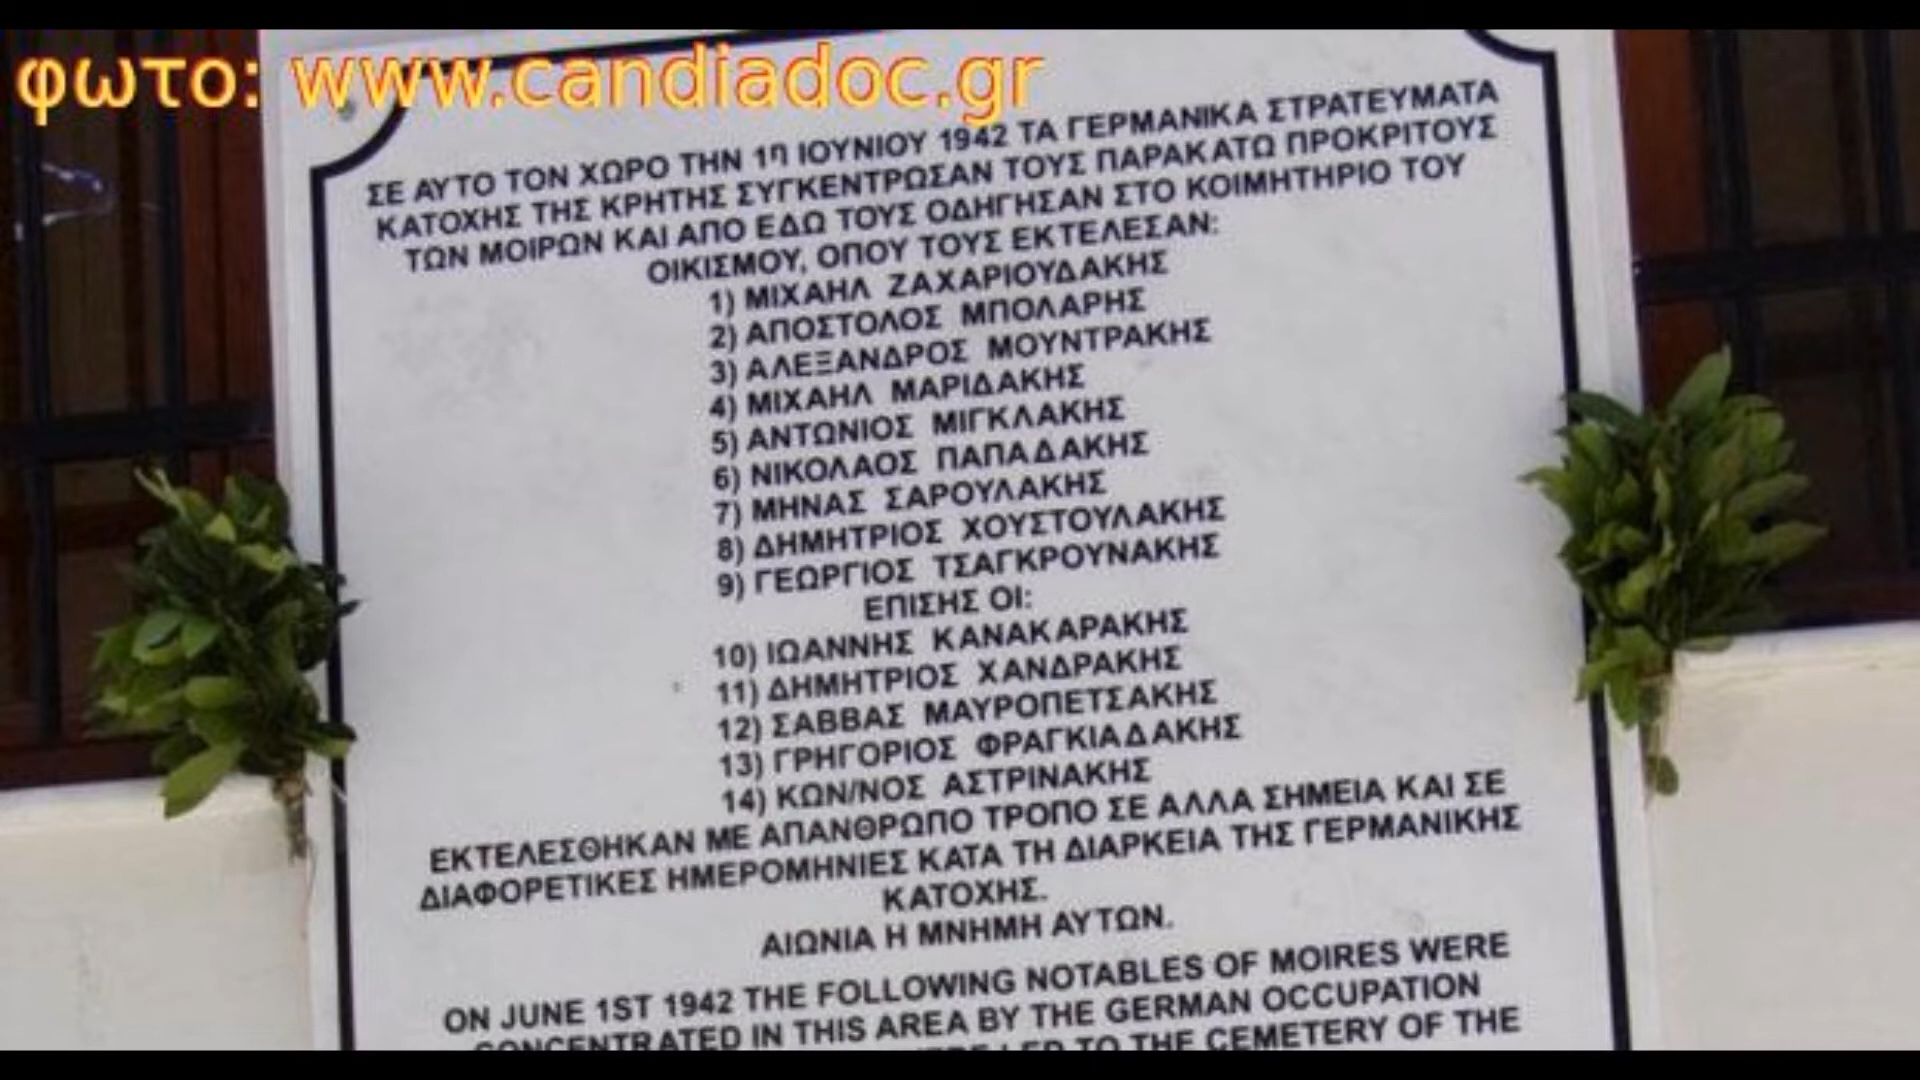 φωτο: www.candiadoc.gr
ΣΕ ΑΥΤΟ ΤΟΝ ΧΩΡΟ ΤΗΝ 1η ΙΟΥΝΙΟΥ 1942 ΤΑ ΓΕΡΜΑΝΙΚΑ ΣΤΡΑΤΕΥΜΑΤΑ
ΚΑΤΟΧΗΣ ΤΗΣ ΚΡΗΤΗΣ ΣΥΓΚΕΝΤΡΩΣΑΝ ΤΟΥΣ ΠΑΡΑΚΑΤΩ ΠΡΟΚΡΙΤΟΥΣ
ΤΩΝ ΜΟΙΡΩΝ ΚΑΙ ΑΠΟ ΕΔΩ ΤΟΥΣ ΟΔΗΓΗΣΑΝ ΣΤΟ ΚΟΙΜΗΤΗΡΙΟ ΤΟΥ
ΟΙΚΙΣΜΟΥ, ΟΠΟΥ ΤΟΥΣ ΕΚΤΕΛΕΣΑΝ:
1) ΜΙΧΑΗΛ ΖΑΧΑΡΙΟΥΔΑΚΗΣ
2) ΑΠΟΣΤΟΛΟΣ ΜΠΟΛΑΡΗΣ
3) ΑΛΕΞΑΝΔΡΟΣ ΜΟΥΝΤΡΑΚΗΣ
4) ΜΙΧΑΗΛ ΜΑΡΙΔΑΚΗΣ
5) ΑΝΤΩΝΙΟΣ ΜΙΓΚΛΑΚΗΣ
6) ΝΙΚΟΛΑΟΣ ΠΑΠΑΔΑΚΗΣ
7) ΜΗΝΑΣ ΣΑΡΟΥΛΑΚΗΣ
8) ΔΗΜΗΤΡΙΟΣ ΧΟΥΣΤΟΥΛΑΚΗΣ
9) ΓΕΩΡΓΙΟΣ ΤΣΑΓΚΡΟΥΝΑΚΗΣ
ΕΠΙΣΗΣ ΟΙ:
10) ΙΩΑΝΝΗΣ ΚΑΝΑΚΑΡΑΚΗΣ
11) ΔΗΜΗΤΡΙΟΣ ΧΑΝΔΡΑΚΗΣ
12) ΣΑΒΒΑΣ ΜΑΥΡΟΠΕΤΣΑΚΗΣ
13) ΓΡΗΓΟΡΙΟΣ ΦΡΑΓΚΙΑΔΑΚΗΣ
14) ΚΩΝ/ΝΟΣ ΑΣΤΡΙΝΑΚΗΣ
ΕΚΤΕΛΕΣΘΗΚΑΝ ΜΕ ΑΠΑΝΘΡΩΠΟ ΤΡΟΠΟ ΣΕ ΑΛΛΑ ΣΗΜΕΙΑ ΚΑΙ ΣΕ
ΔΙΑΦΟΡΕΤΙΚΕΣ ΗΜΕΡΟΜΗΝΙΕΣ ΚΑΤΑ ΤΗ ΔΙΑΡΚΕΙΑ ΤΗΣ ΓΕΡΜΑΝΙΚΗΣ
ΚΑΤΟΧΗΣ.
ΑΙΩΝΙΑ Η ΜΝΗΜΗ ΑΥΤΩΝ.
ON JUNE 1ST 1942 THE FOLLOWING NOTABLES OF MOIRES WERE
CONCENTRATED IN THIS AREA BY THE GERMAN OCCUPATION
LED TO THE CEMETERY OF THE